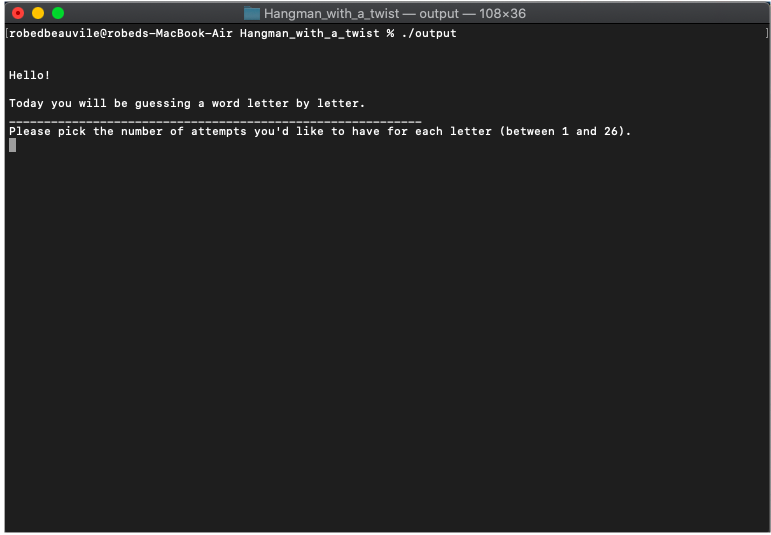 Hangman_with_a_twist — output — 108×36
[robedbeauvile@robeds-MacBook-Air Hangman_with_a_twist % ./output ]
Hello!
Today you will be guessing a word letter by letter.
___________________________________________________________
Please pick the number of attempts you'd like to have for each letter (between 1 and 26).